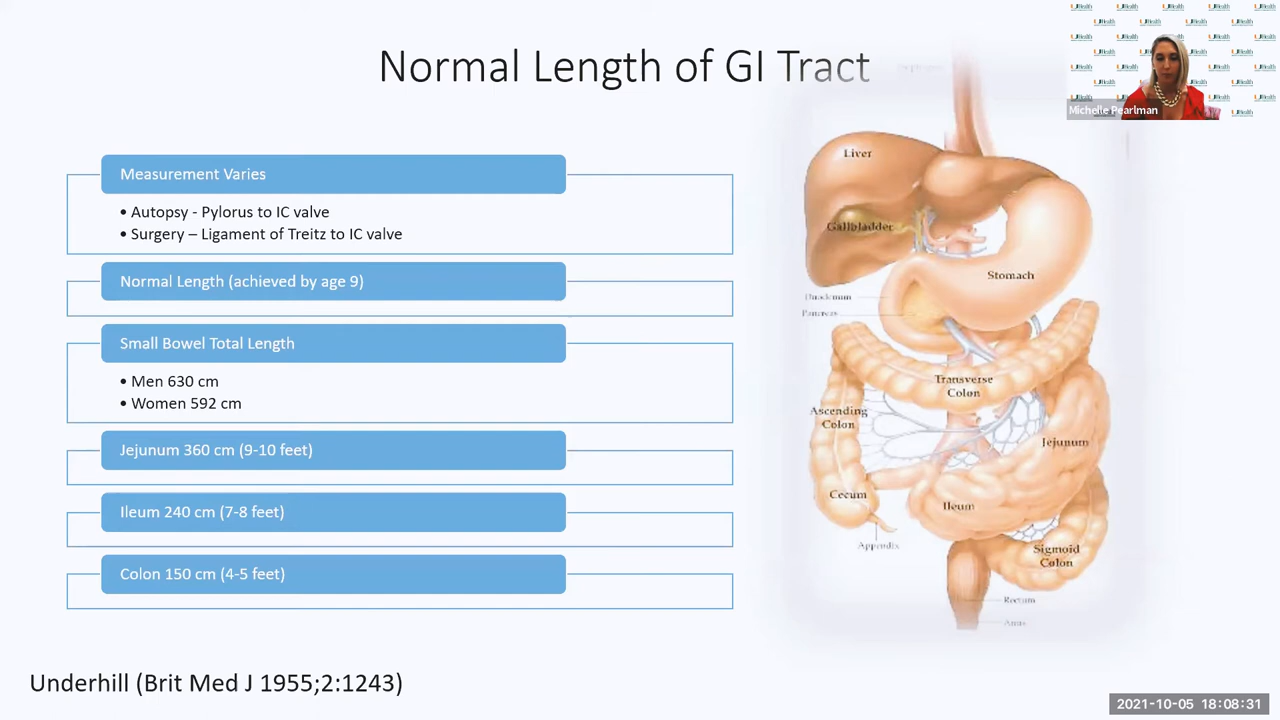 Normal Length of GI Tract
Measurement Varies
• Autopsy - Pylorus to IC valve
• Surgery – Ligament of Treitz to IC valve
Normal Length (achieved by age 9)
Small Bowel Total Length
• Men 630 cm
• Women 592 cm
Jejunum 360 cm (9-10 feet)
Ileum 240 cm (7-8 feet)
Colon 150 cm (4-5 feet)
Underhill (Brit Med J 1955;2:1243)
Liver
Gallbladder
Stomach
Duodenum
Pancreas
Transverse
Colon
Ascending
Colon
Jejunum
Cecum
Ileum
Appendix
Sigmoid
Colon
Rectum
Anus
Michelle Pearlman
2021-10-05 18:08:31